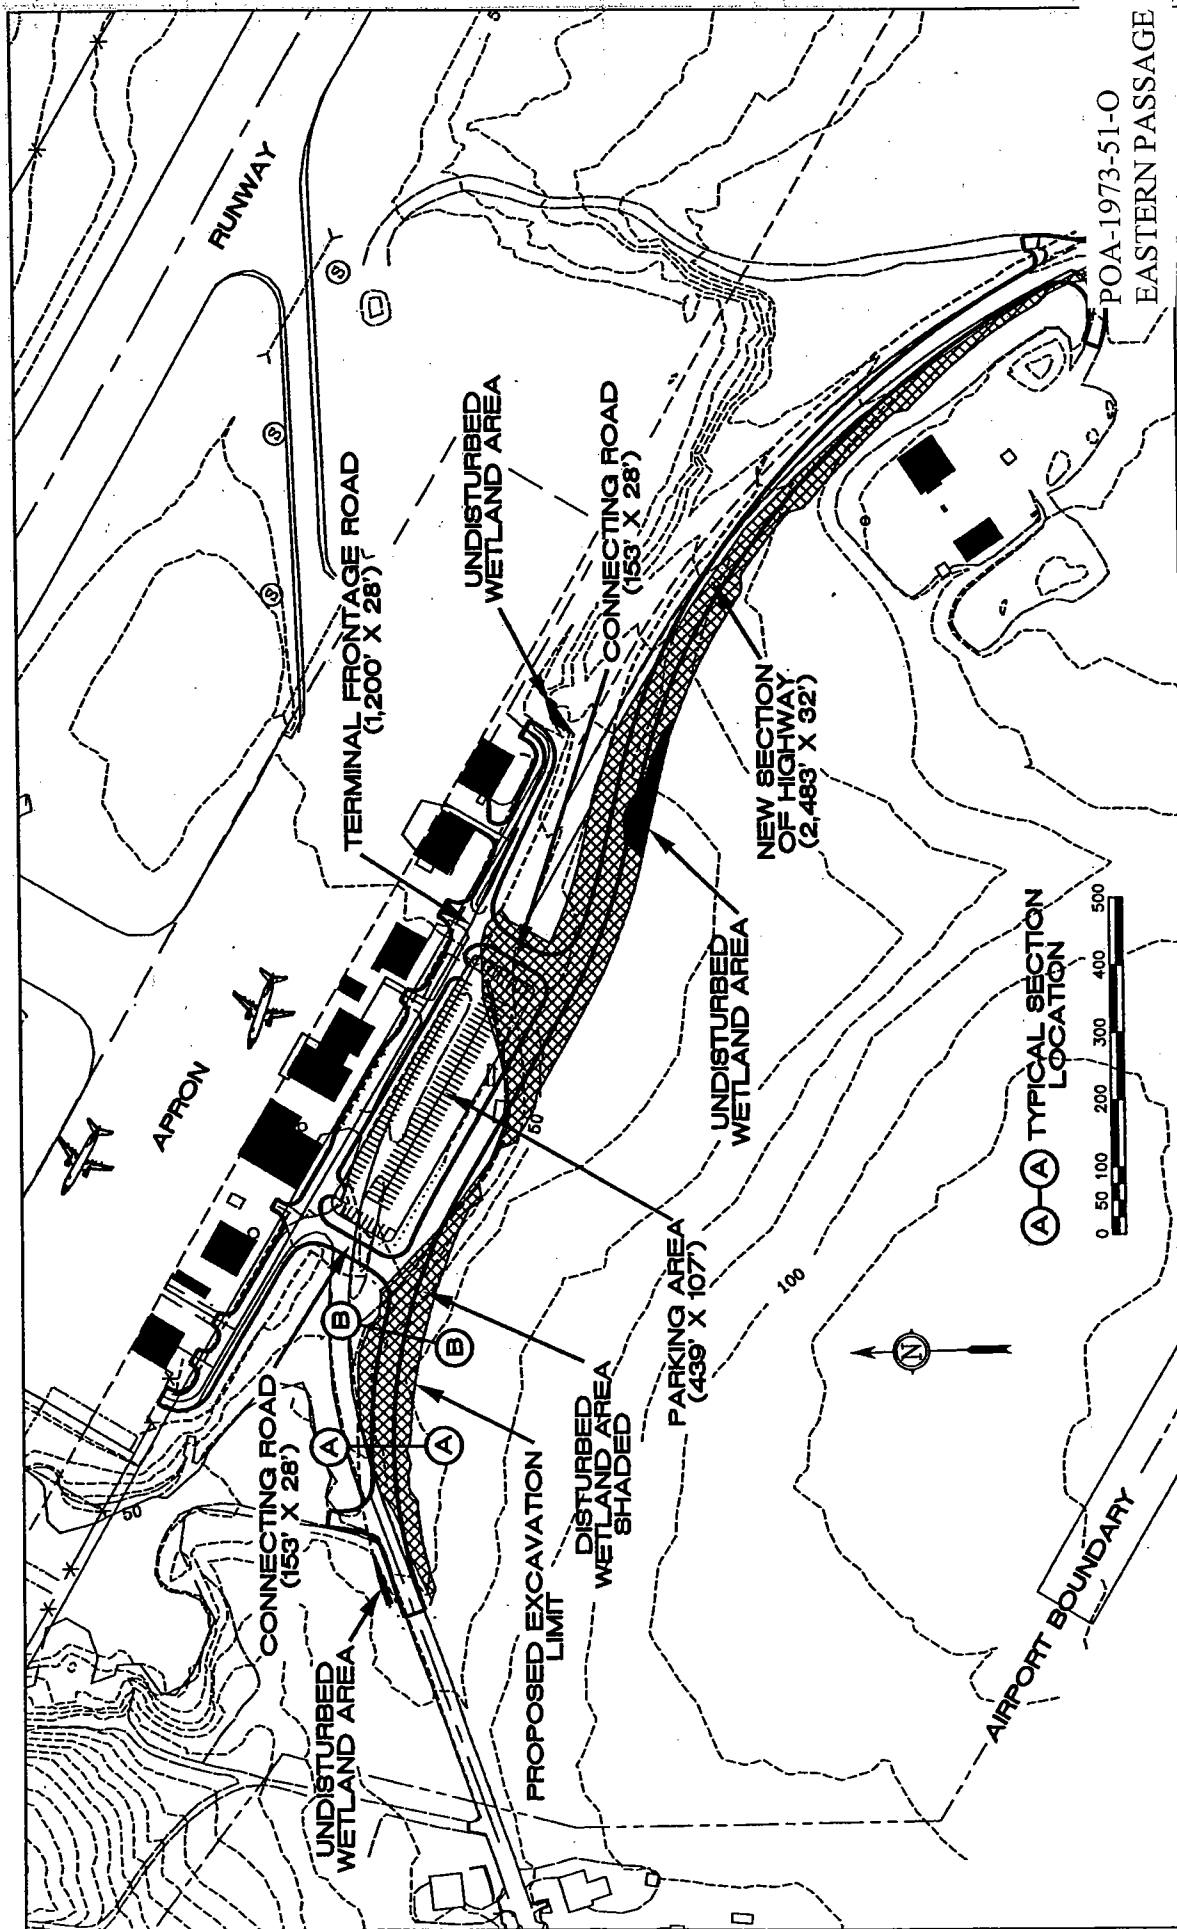 RUNWAY
S
S
S
APRON
TERMINAL FRONTAGE ROAD
(1,200' X 28')
UNDISTURBED
WETLAND AREA
CONNECTING ROAD
(153' X 28')
50
CONNECTING ROAD
(153' X 28')
B
B
A
A
50
UNDISTURBED
WETLAND AREA
PROPOSED EXCAVATION
LIMIT
DISTURBED
WETLAND AREA
SHADED
PARKING AREA
(439' X 107')
UNDISTURBED
WETLAND AREA
NEW SECTION
OF HIGHWAY
(2,483' X 32')
100
N
A-A TYPICAL SECTION
LOCATION
0 50 100 200 300 400 500
AIRPORT BOUNDARY
POA-1973-51-O
EASTERN PASSAGE